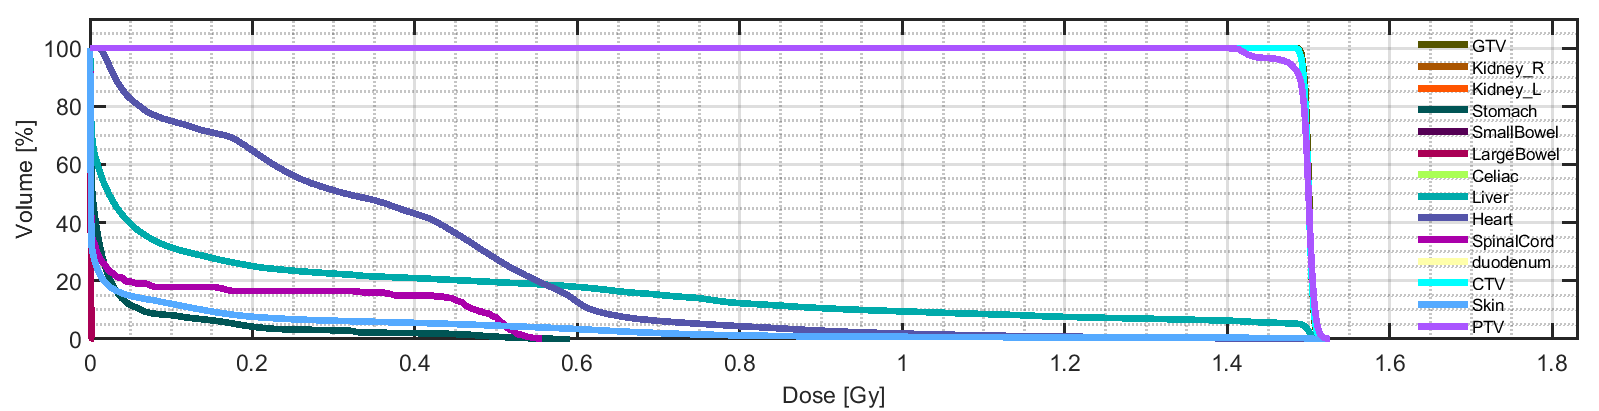 100
80
60
40
20
0
Volume [%]
0 0.2 0.4 0.6 0.8 1 1.2 1.4 1.6 1.8
Dose [Gy]
GTV
Kidney_R
Kidney_L
Stomach
SmallBowel
LargeBowel
Celiac
Liver
Heart
SpinalCord
duodenum
CTV
Skin
PTV